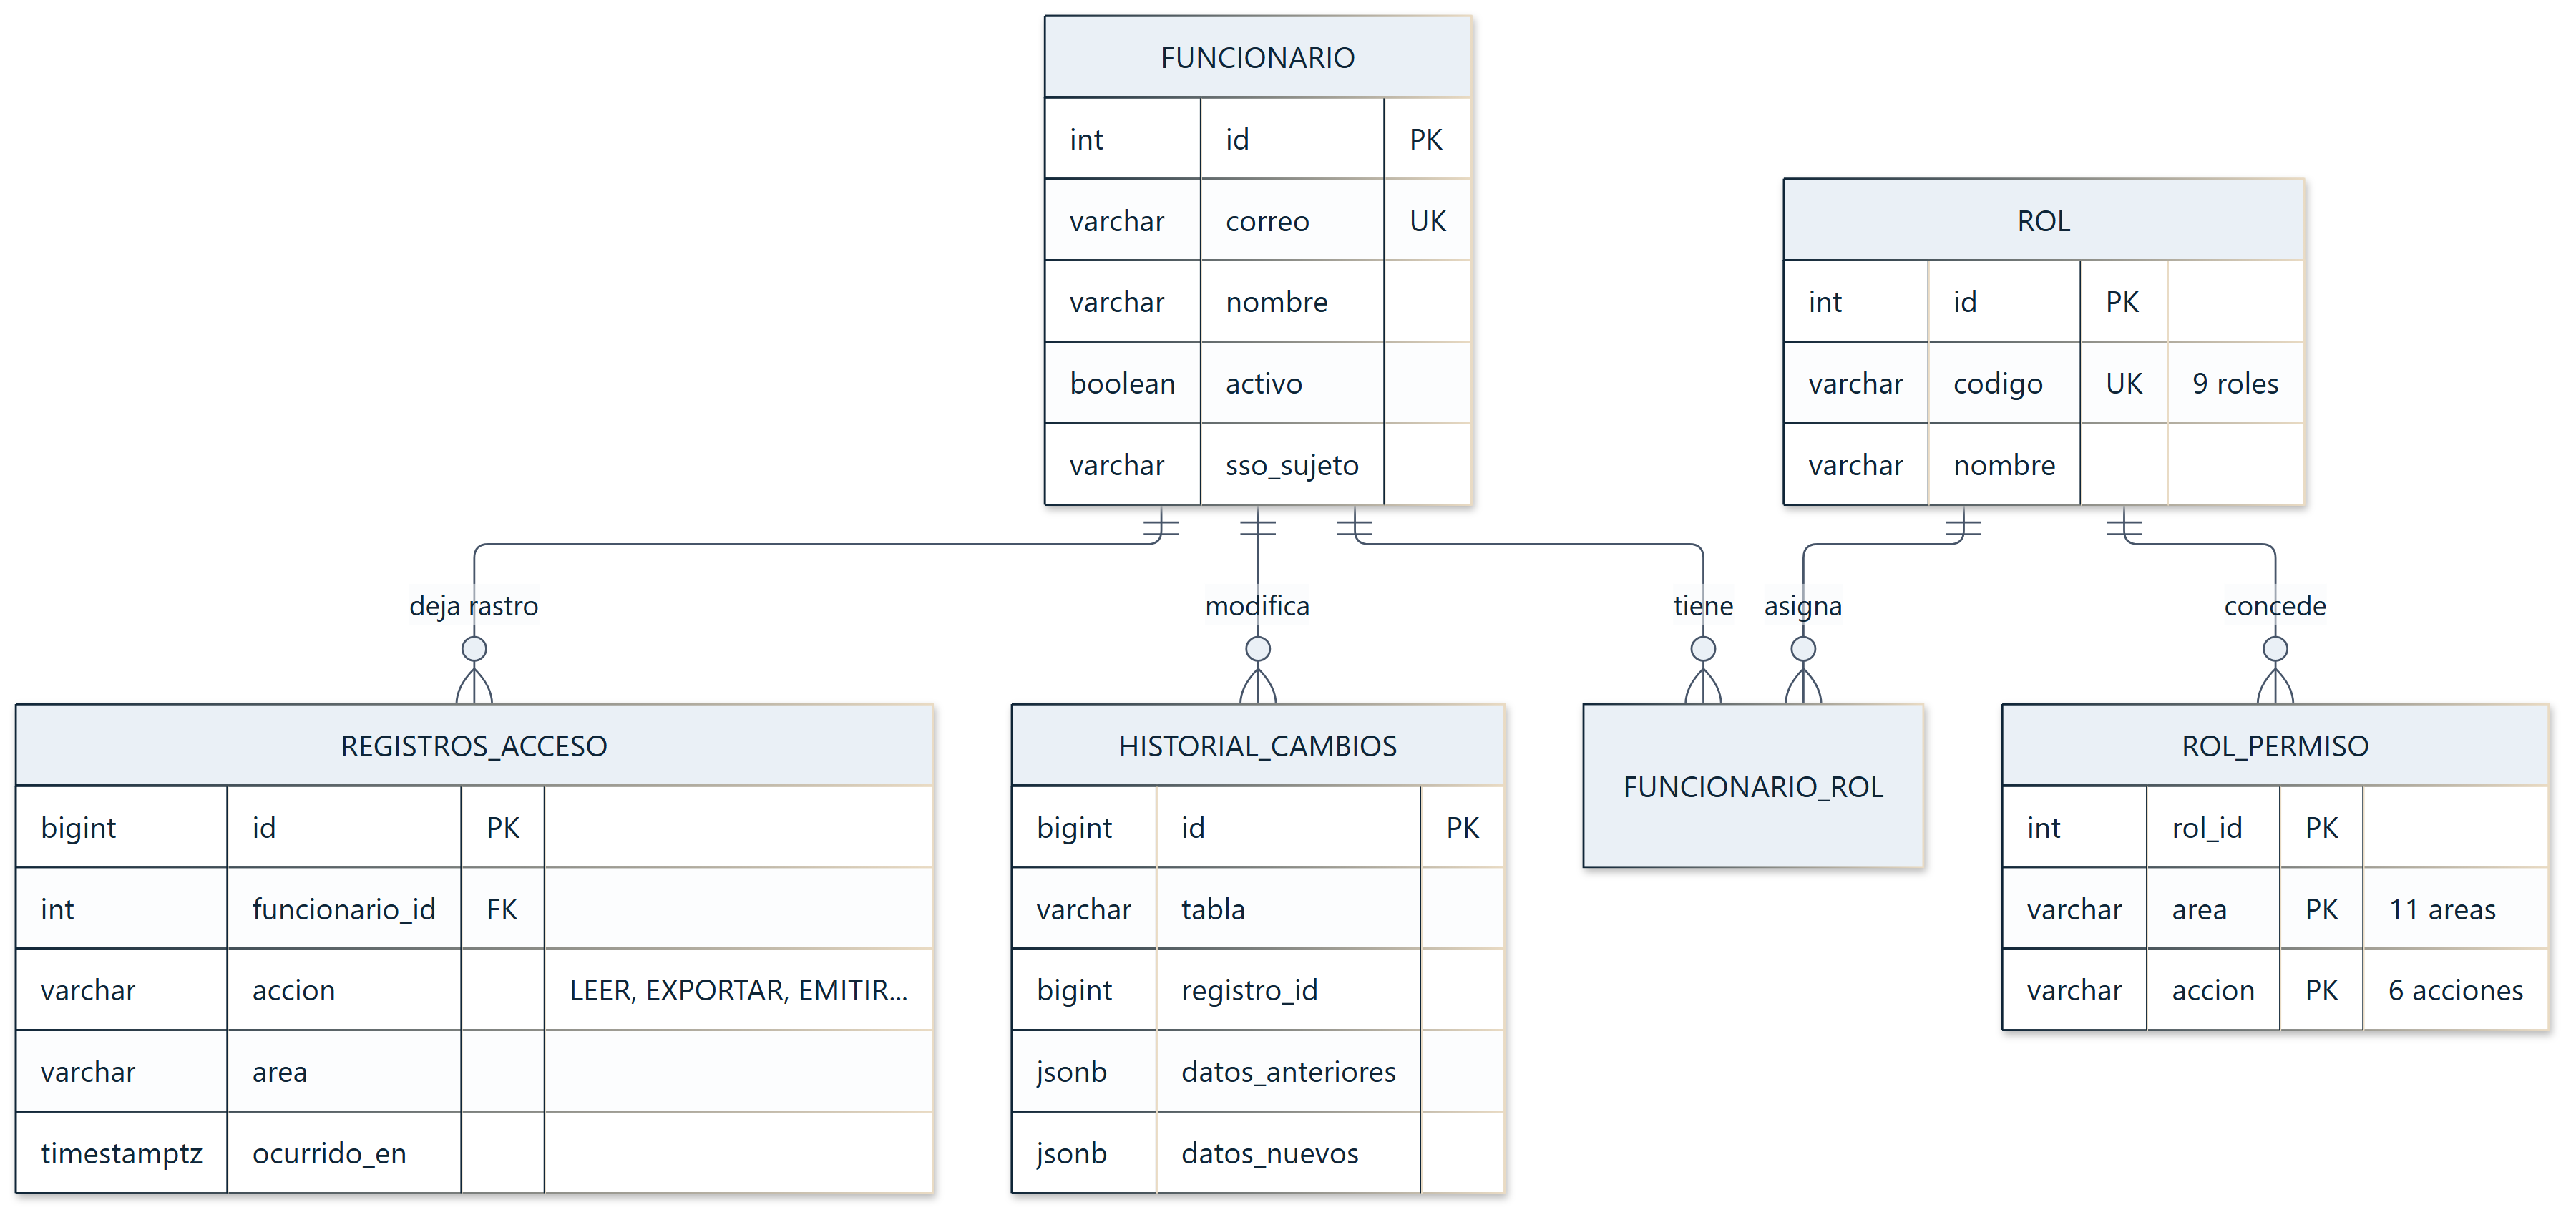 FUNCIONARIO
int id PK
varchar correo UK
varchar nombre
boolean activo
varchar sso_sujeto
ROL
int id PK
varchar codigo UK 9 roles
varchar nombre
deja rastro
modifica
tiene
asigna
concede
REGISTROS_ACCESO
bigint id PK
int funcionario_id FK
varchar accion LEER, EXPORTAR, EMITIR...
varchar area
timestamptz ocurrido_en
HISTORIAL_CAMBIOS
bigint id PK
varchar tabla
bigint registro_id
jsonb datos_anteriores
jsonb datos_nuevos
FUNCIONARIO_ROL
ROL_PERMISO
int rol_id PK
varchar area PK 11 areas
varchar accion PK 6 acciones